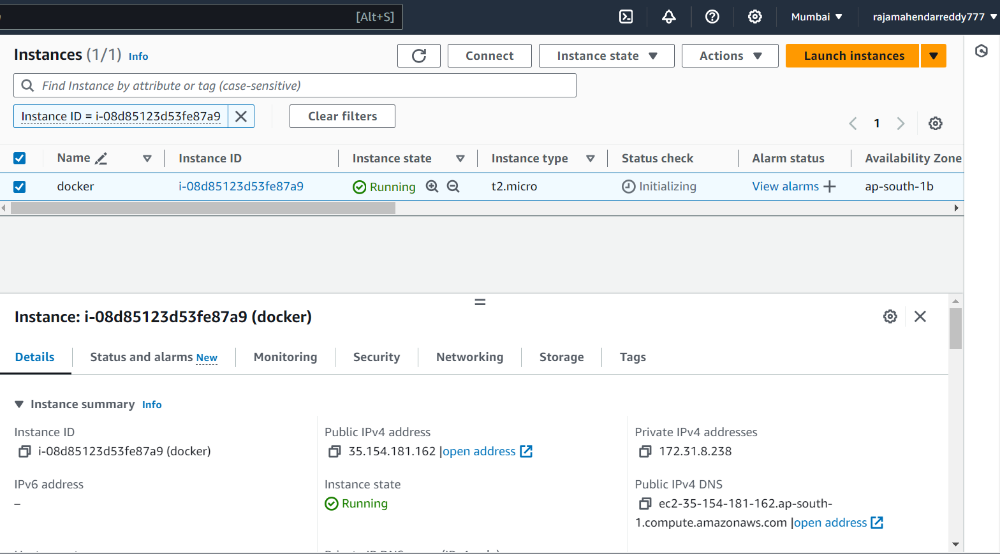 [Alt+S]
Mumbai
rajamahendarreddy777
Instances (1/1) Info
Connect
Instance state
Actions
Launch instances
Find Instance by attribute or tag (case-sensitive)
Instance ID = i-08d85123d53fe87a9
Clear filters
1
Name
Instance ID
Instance state
Instance type
Status check
Alarm status
Availability Zone
docker
i-08d85123d53fe87a9
Running
t2.micro
Initializing
View alarms
ap-south-1b
Instance: i-08d85123d53fe87a9 (docker)
Details
Status and alarms New
Monitoring
Security
Networking
Storage
Tags
Instance summary Info
Instance ID
i-08d85123d53fe87a9 (docker)
Public IPv4 address
35.154.181.162 |open address
Private IPv4 addresses
172.31.8.238
IPv6 address
–
Instance state
Running
Public IPv4 DNS
ec2-35-154-181-162.ap-south-
1.compute.amazonaws.com |open address